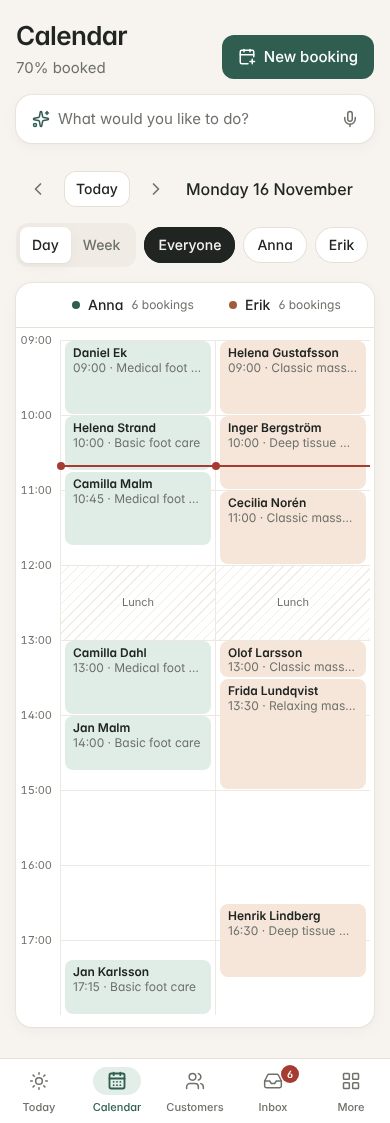 Calendar
70% booked
New booking
What would you like to do?
Today
Monday 16 November
Day
Week
Everyone
Anna
Erik
Anna 6 bookings
Erik 6 bookings
09:00
Daniel Ek
09:00 · Medical foot ...
Helena Gustafsson
09:00 · Classic mass...
10:00
Helena Strand
10:00 · Basic foot care
Inger Bergström
10:00 · Deep tissue ...
Camilla Malm
10:45 · Medical foot ...
11:00
Cecilia Norén
11:00 · Classic mass...
12:00
Lunch
Lunch
13:00
Camilla Dahl
13:00 · Medical foot ...
Olof Larsson
13:00 · Classic mass...
Frida Lundqvist
13:30 · Relaxing mas...
14:00
Jan Malm
14:00 · Basic foot care
15:00
16:00
Henrik Lindberg
16:30 · Deep tissue ...
17:00
Jan Karlsson
17:15 · Basic foot care
Today
Calendar
Customers
6
Inbox
More